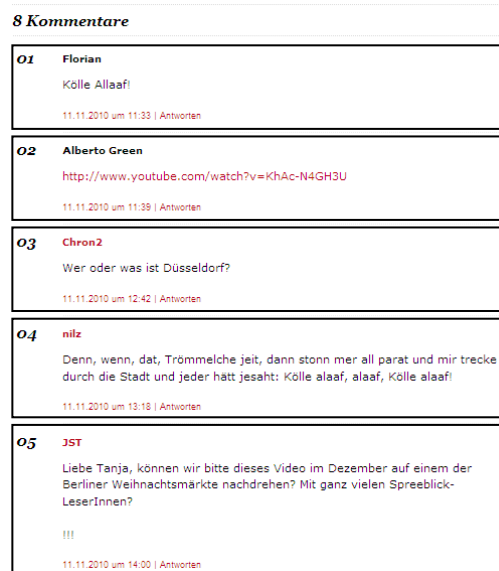 8 Kommentare
01 Florian
Kölle Allaaf!
11.11.2010 um 11:33 | Antworten
02 Alberto Green
http://www.youtube.com/watch?v=KhAc-N4GH3U
11.11.2010 um 11:39 | Antworten
03 Chron2
Wer oder was ist Düsseldorf?
11.11.2010 um 12:42 | Antworten
04 nilz
Denn, wenn, dat, Trömmelche jeit, dann stonn mer all parat und mir trecke
durch die Stadt und jeder hätt jesaht: Kölle alaaf, alaaf, Kölle alaaf!
11.11.2010 um 13:18 | Antworten
05 JST
Liebe Tanja, können wir bitte dieses Video im Dezember auf einem der
Berliner Weihnachtsmärkte nachdrehen? Mit ganz vielen Spreeblick-
LeserInnen?
!!!
11.11.2010 um 14:00 | Antworten